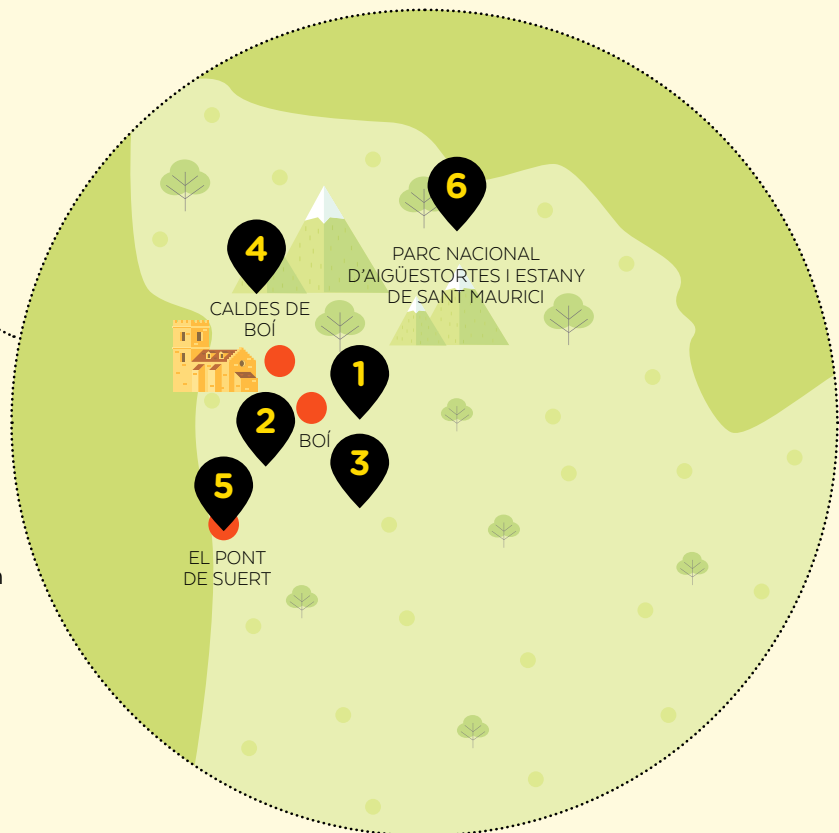 6
PARC NACIONAL
D'AIGÜESTORTES I ESTANY
DE SANT MAURICI
4
CALDES DE
BOÍ
1
2
BOÍ
3
5
EL PONT
DE SUERT